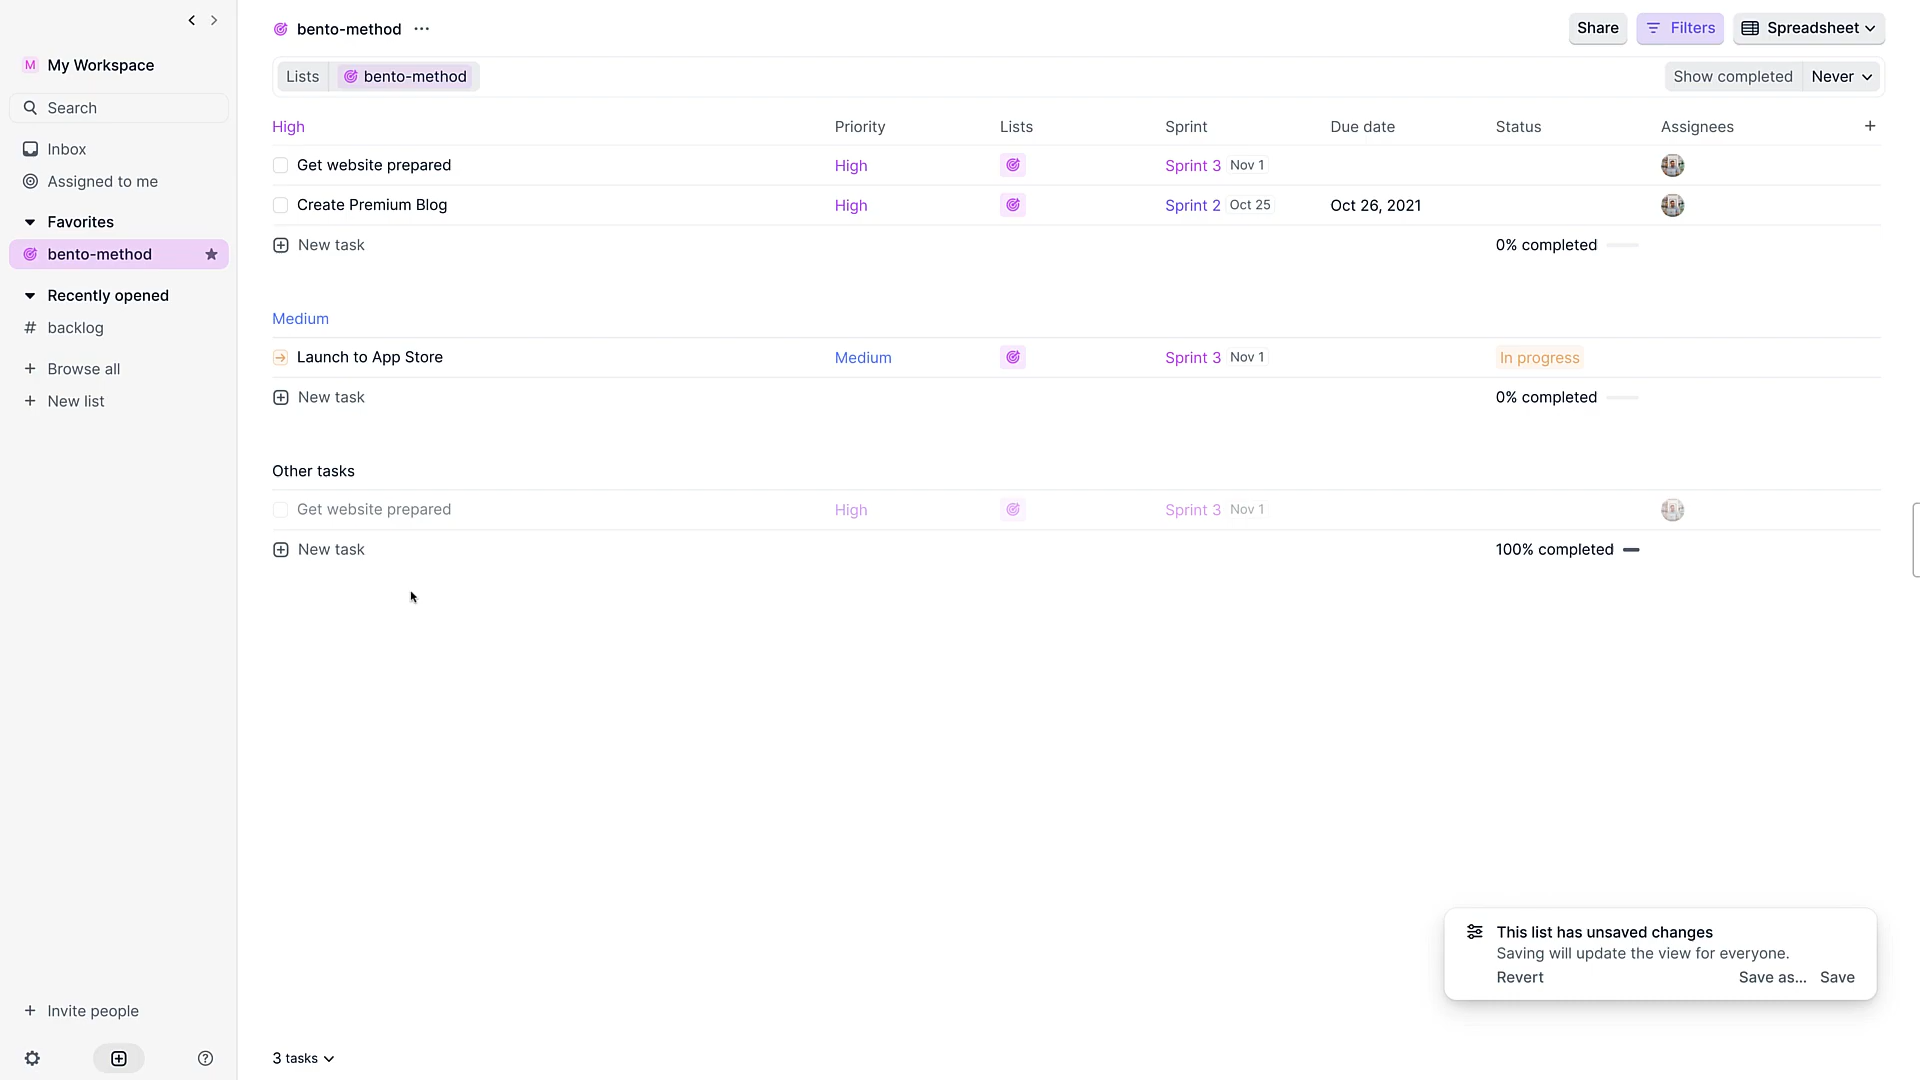 bento-method ...
Share Filters Spreadsheet
M My Workspace
Lists bento-method
Show completed Never
Search
High Priority Lists Sprint Due date Status Assignees +
Inbox
Get website prepared High Sprint 3 Nov 1
Assigned to me
Create Premium Blog High Sprint 2 Oct 25 Oct 26, 2021
Favorites
New task 0% completed
bento-method
Recently opened
Medium
# backlog
Launch to App Store Medium Sprint 3 Nov 1 In progress
+ Browse all
New task 0% completed
+ New list
Other tasks
Get website prepared High Sprint 3 Nov 1
New task 100% completed
This list has unsaved changes
Saving will update the view for everyone.
Revert Save as... Save
+ Invite people
3 tasks